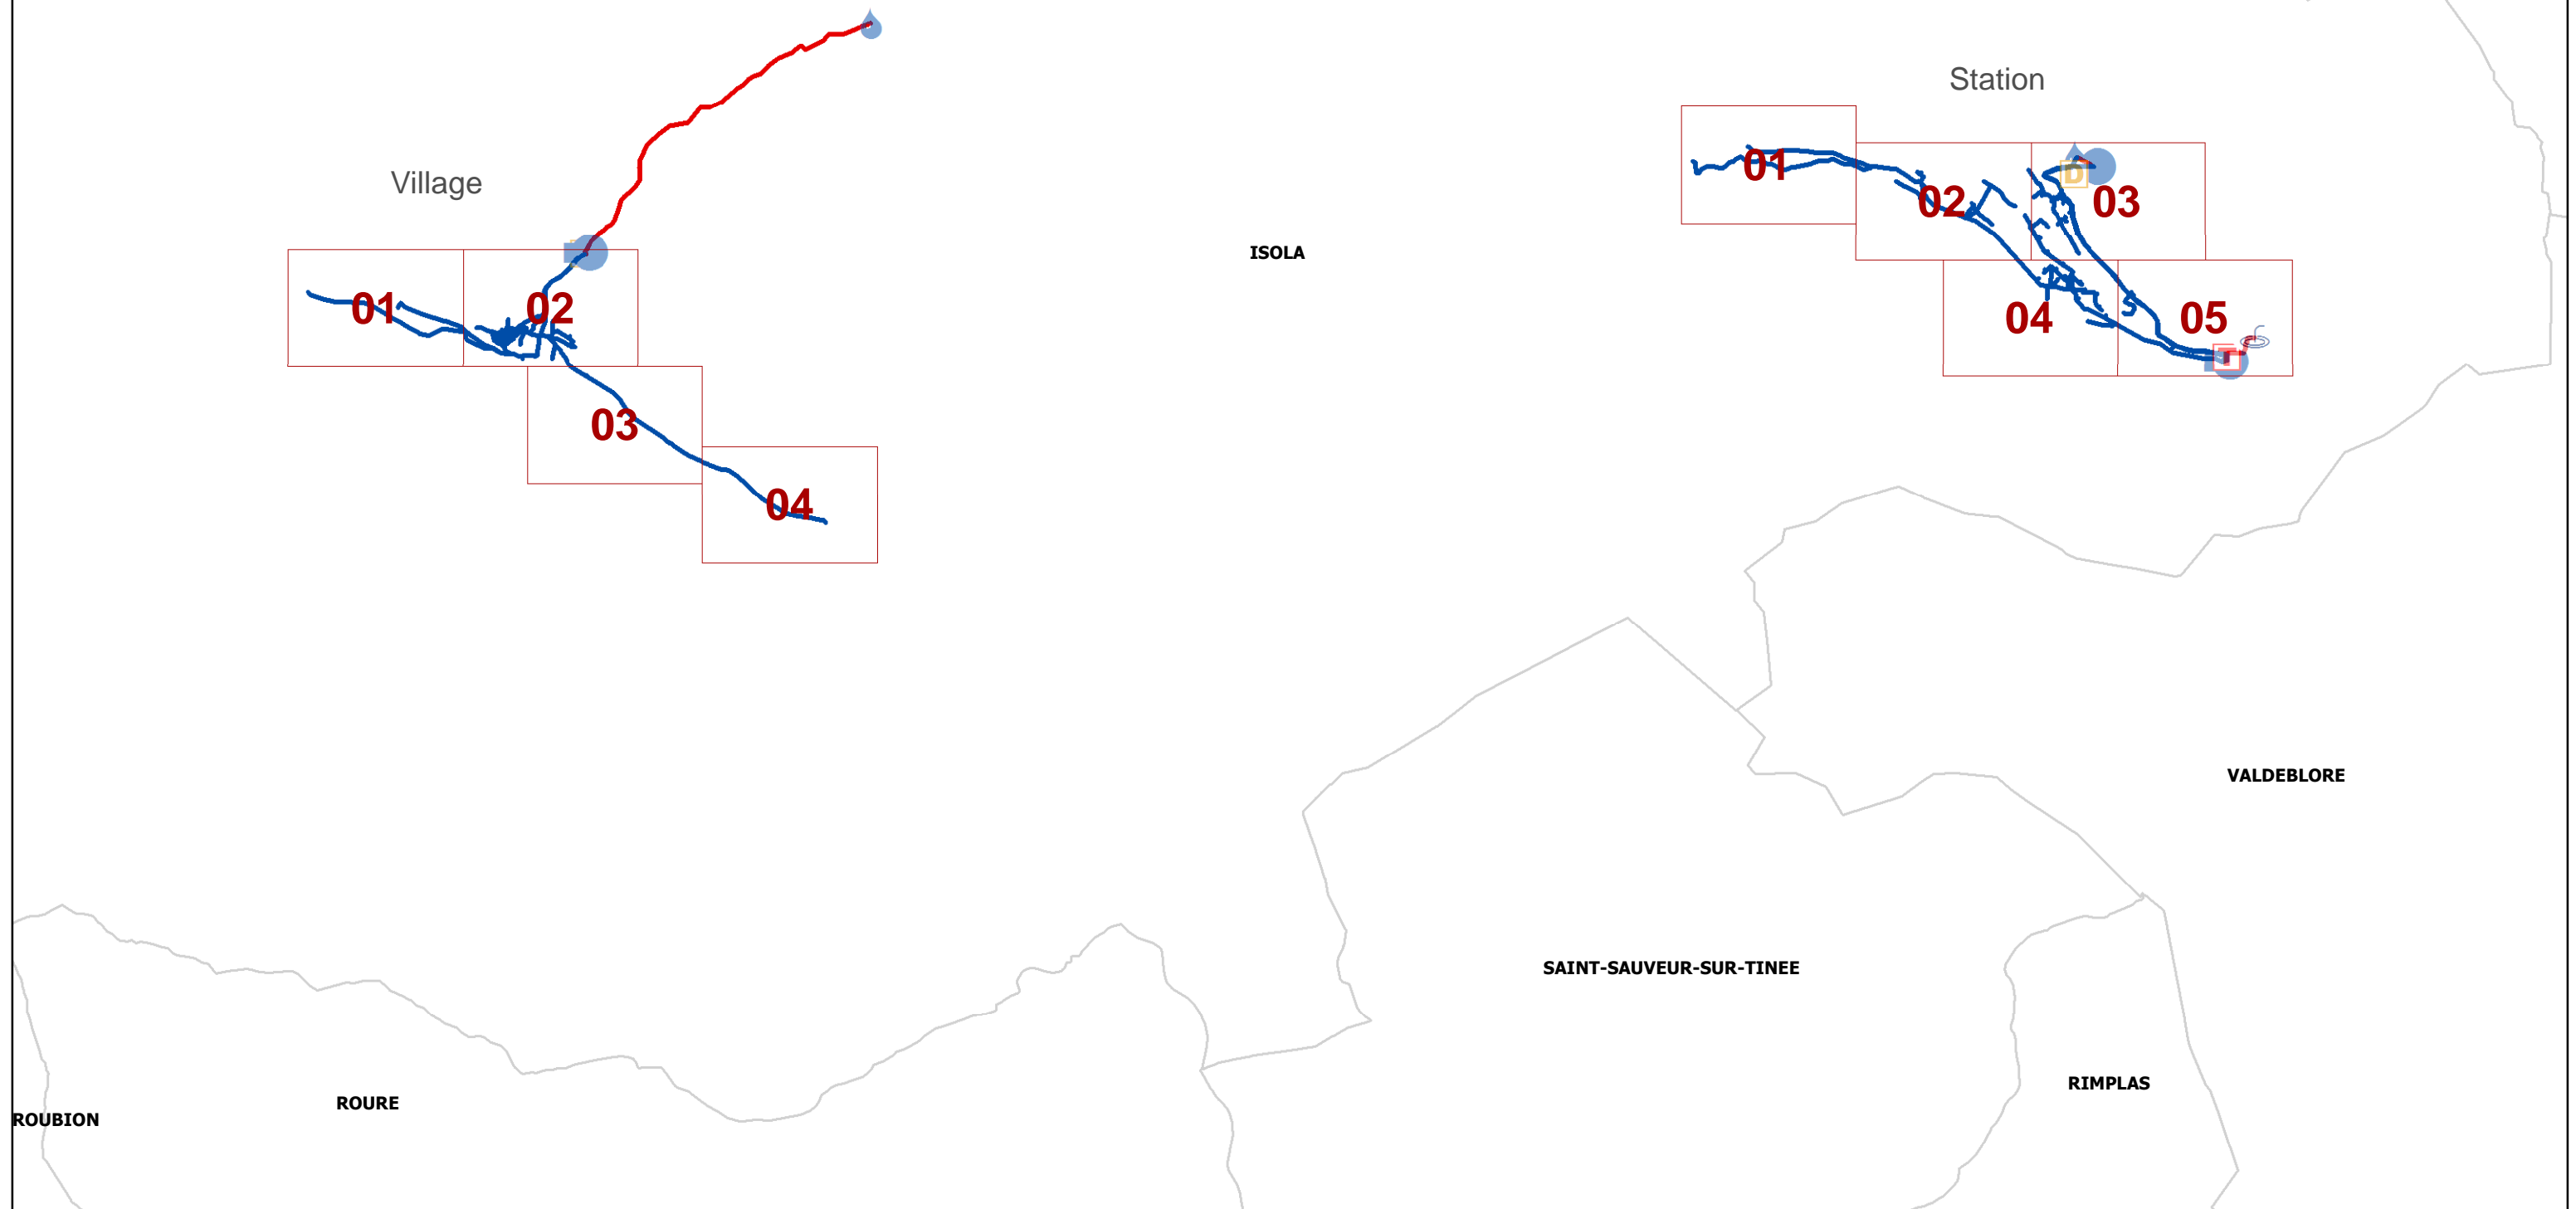 Station
Village
01
02
03
D
04
05
T
ISOLA
01
02
03
04
VALDEBLORE
SAINT-SAUVEUR-SUR-TINEE
RIMPLAS
ROURE
ROUBION